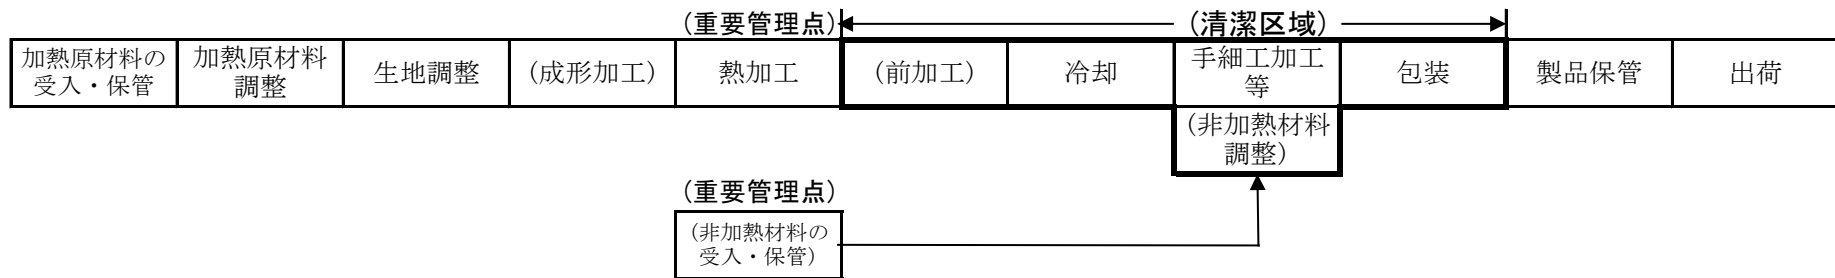 (重要管理点)
(清潔区域)
加熱原材料の
受入・保管
加熱原材料
調整
生地調整
(成形加工)
熱加工
(前加工)
冷却
手細工加工
等
包装
製品保管
出荷
(非加熱材料
調整)
(重要管理点)
(非加熱材料の
受入・保管)